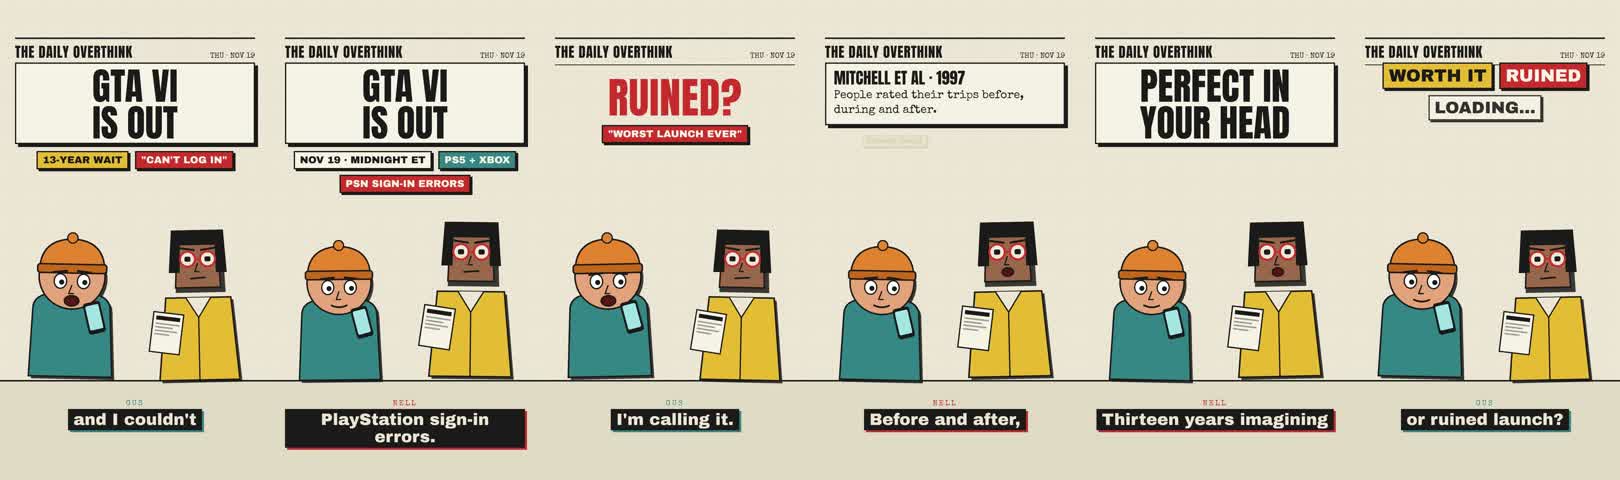 THE DAILY OVERTHINK
THU · NOV 19
GTA VI
IS OUT
13-YEAR WAIT
"CAN'T LOG IN"
GUS
and I couldn't
THE DAILY OVERTHINK
THU · NOV 19
GTA VI
IS OUT
NOV 19 · MIDNIGHT ET
PS5 + XBOX
PSN SIGN-IN ERRORS
NELL
PlayStation sign-in
errors.
THE DAILY OVERTHINK
THU · NOV 19
RUINED?
"WORST LAUNCH EVER"
GUS
I'm calling it.
THE DAILY OVERTHINK
THU · NOV 19
MITCHELL ET AL · 1997
People rated their trips before,
during and after.
NELL
Before and after,
THE DAILY OVERTHINK
THU · NOV 19
PERFECT IN
YOUR HEAD
NELL
Thirteen years imagining
THE DAILY OVERTHINK
THU · NOV 19
WORTH IT
RUINED
LOADING...
GUS
or ruined launch?